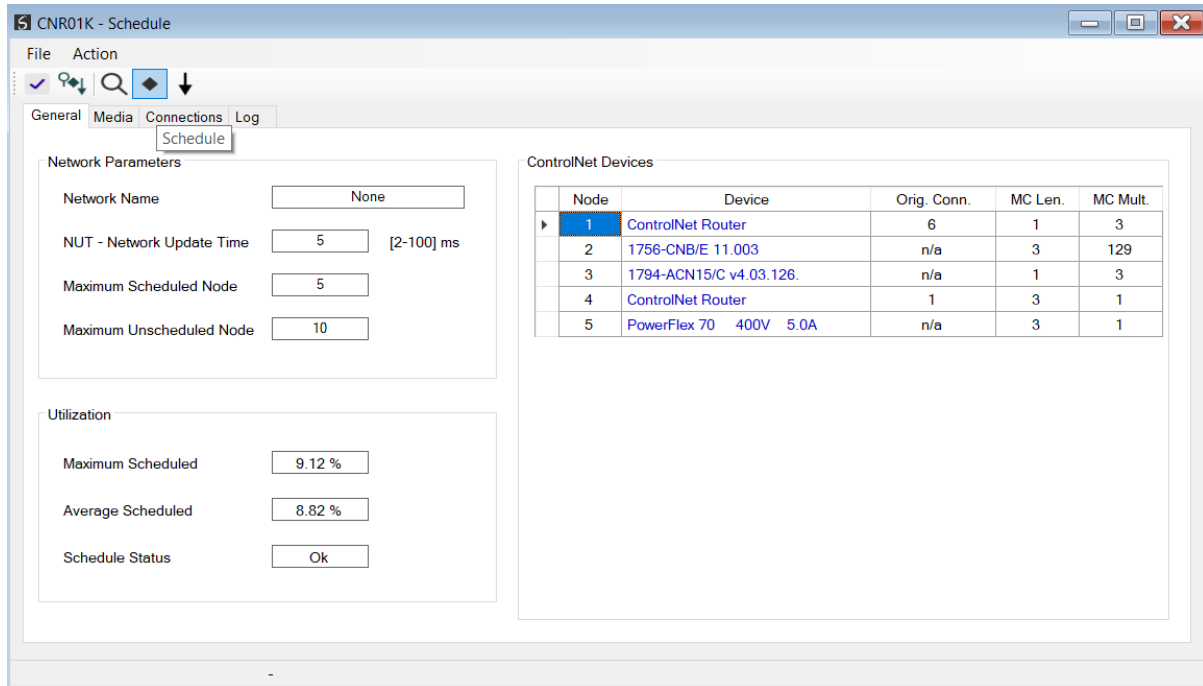 CNR01K - Schedule
File Action
General Media Connections Log
Schedule
Network Parameters
Network Name None
NUT - Network Update Time 5 [2-100] ms
Maximum Scheduled Node 5
Maximum Unscheduled Node 10
Utilization
Maximum Scheduled 9.12 %
Average Scheduled 8.82 %
Schedule Status Ok
ControlNet Devices
Node Device Orig. Conn. MC Len. MC Mult.
1 ControlNet Router 6 1 3
2 1756-CNB/E 11.003 n/a 3 129
3 1794-ACN15/C v4.03.126. n/a 1 3
4 ControlNet Router 1 3 1
5 PowerFlex 70 400V 5.0A n/a 3 1
-